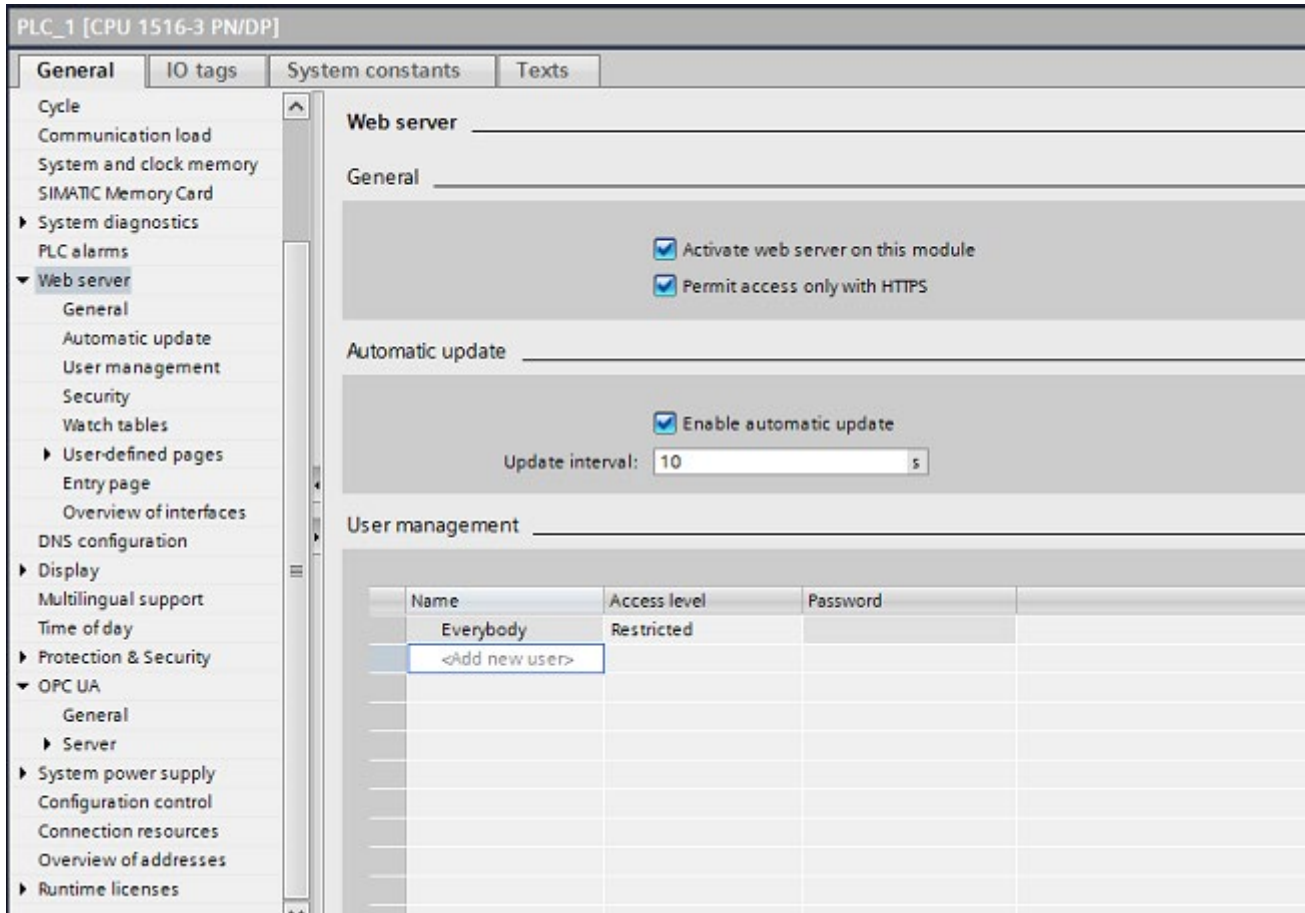 PLC_1 [CPU 1516-3 PN/DP]
General IO tags System constants Texts
Cycle
Communication load
System and clock memory
SIMATIC Memory Card
System diagnostics
PLC alarms
Web server
General
Automatic update
User management
Security
Watch tables
User-defined pages
Entry page
Overview of interfaces
DNS configuration
Display
Multilingual support
Time of day
Protection & Security
OPC UA
General
Server
System power supply
Configuration control
Connection resources
Overview of addresses
Runtime licenses
Web server
General
Activate web server on this module
Permit access only with HTTPS
Automatic update
Enable automatic update
Update interval: 10 s
User management
Name Access level Password
Everybody Restricted
<Add new user>